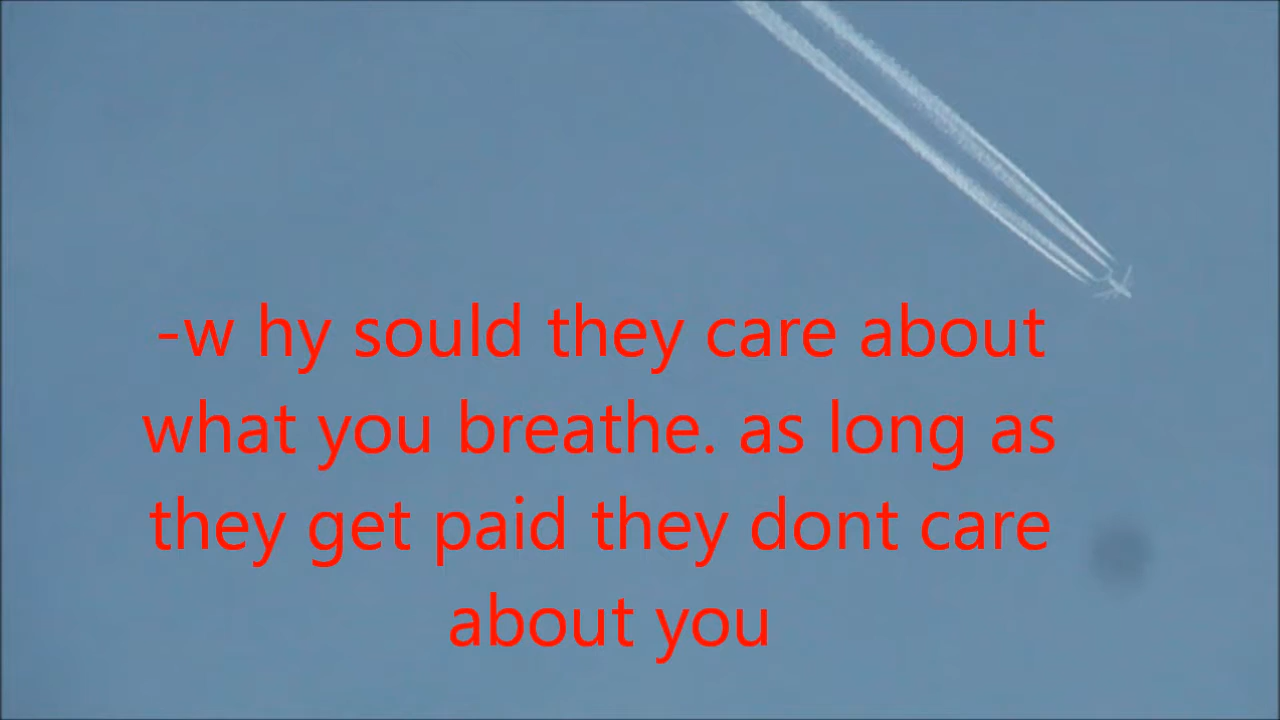 -w hy sould they care about
what you breathe. as long as
they get paid they dont care
about you